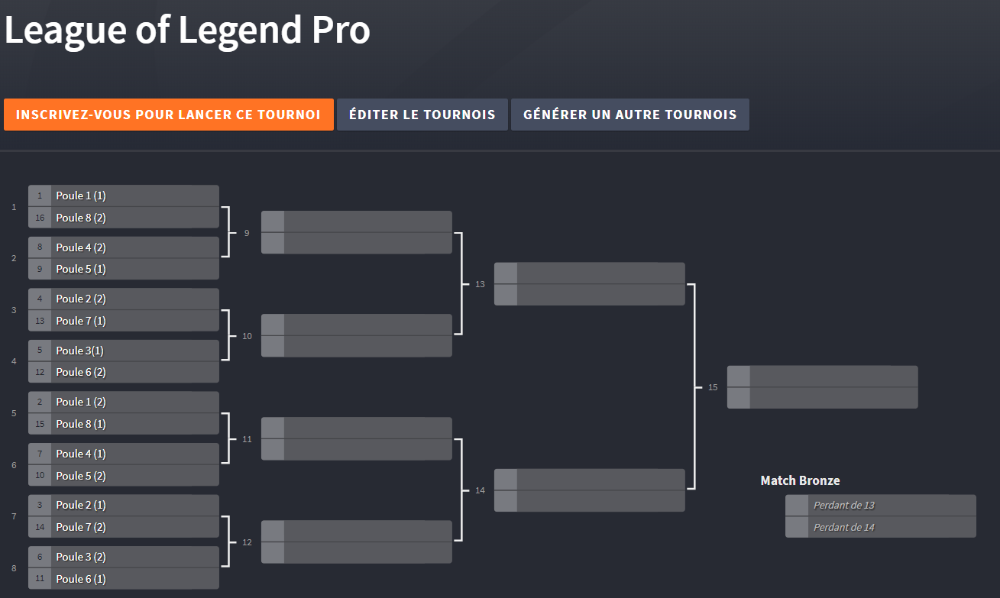 League of Legend Pro
INSCRIVEZ-VOUS POUR LANCER CE TOURNOI
ÉDITER LE TOURNOIS
GÉNÉRER UN AUTRE TOURNOIS
1
1 Poule 1 (1)
16 Poule 8 (2)
2
8 Poule 4 (2)
9 Poule 5 (1)
3
4 Poule 2 (2)
13 Poule 7 (1)
4
5 Poule 3(1)
12 Poule 6 (2)
5
2 Poule 1 (2)
15 Poule 8 (1)
6
7 Poule 4 (1)
10 Poule 5 (2)
7
3 Poule 2 (1)
14 Poule 7 (2)
8
6 Poule 3 (2)
11 Poule 6 (1)
9
10
11
12
13
14
15
Match Bronze
Perdant de 13
Perdant de 14